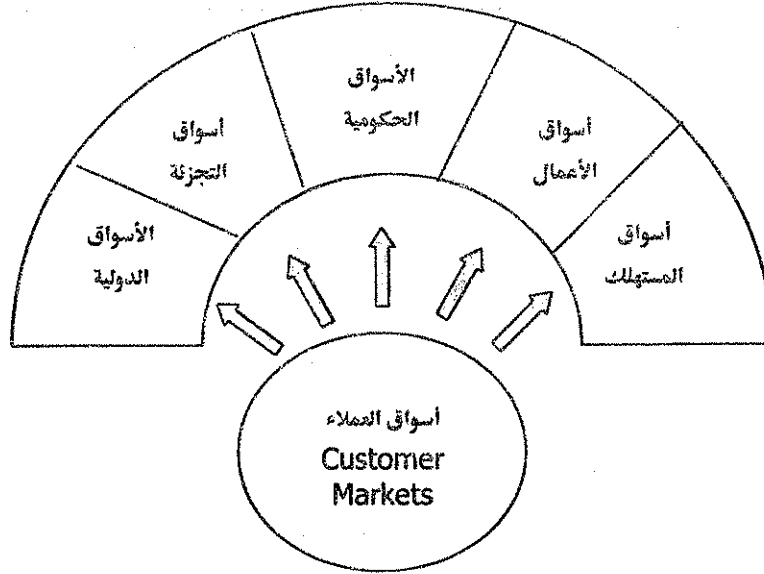 الأسواق
الحكومية
أسواق
الأعمال
أسواق
التجزئة
أسواق
المستهلك
الأسواق
الدولية
أسواق العملاء
Customer
Markets